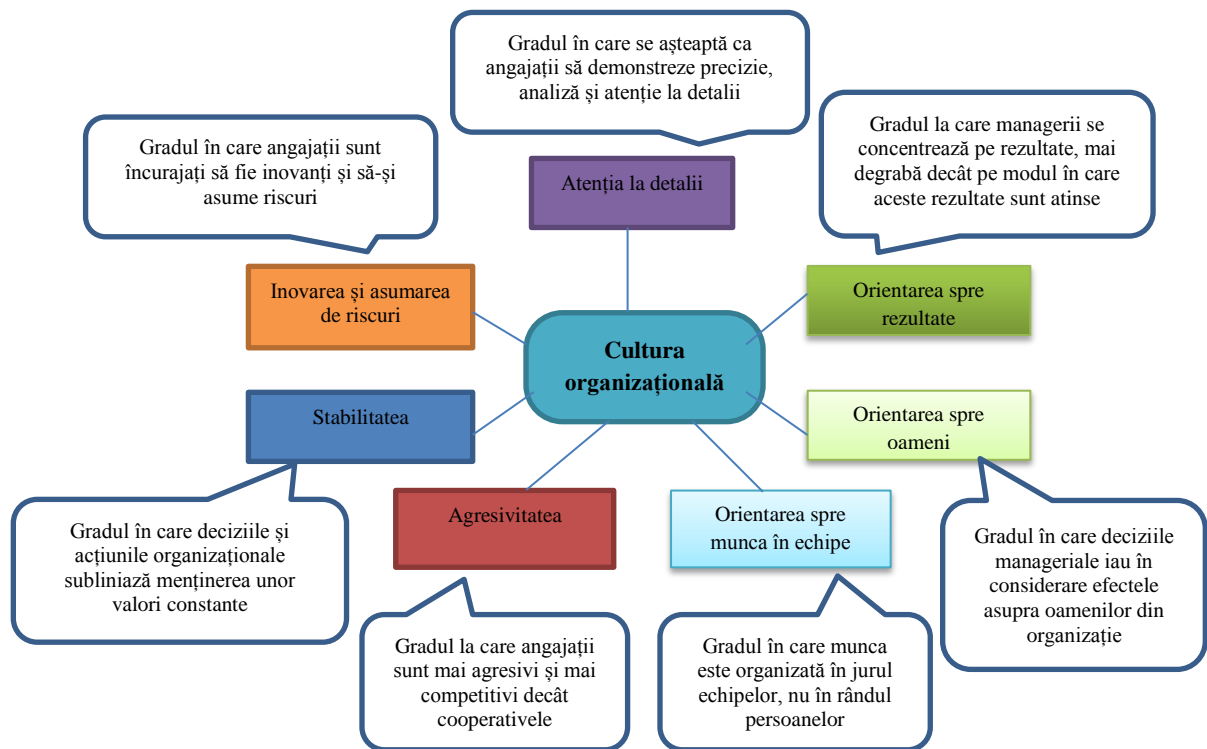 Gradul în care se așteaptă ca
angajații să demonstreze precizie,
analiză și atenție la detalii
Gradul la care managerii se
concentrează pe rezultate, mai
degrabă decât pe modul în care
aceste rezultate sunt atinse
Gradul în care angajații sunt
încurajați să fie inovanți și să-și
asume riscuri
Atenția la detalii
Inovarea și asumarea
de riscuri
Orientarea spre
rezultate
Cultura
organizațională
Stabilitatea
Orientarea spre
oameni
Agresivitatea
Orientarea spre
munca în echipe
Gradul în care deciziile și
acțiunile organizaționale
subliniază menținerea unor
valori constante
Gradul în care deciziile
manageriale iau în
considerare efectele
asupra oamenilor din
organizație
Gradul la care angajații
sunt mai agresivi și mai
competitivi decât
cooperativele
Gradul în care munca
este organizată în jurul
echipelor, nu în rândul
persoanelor